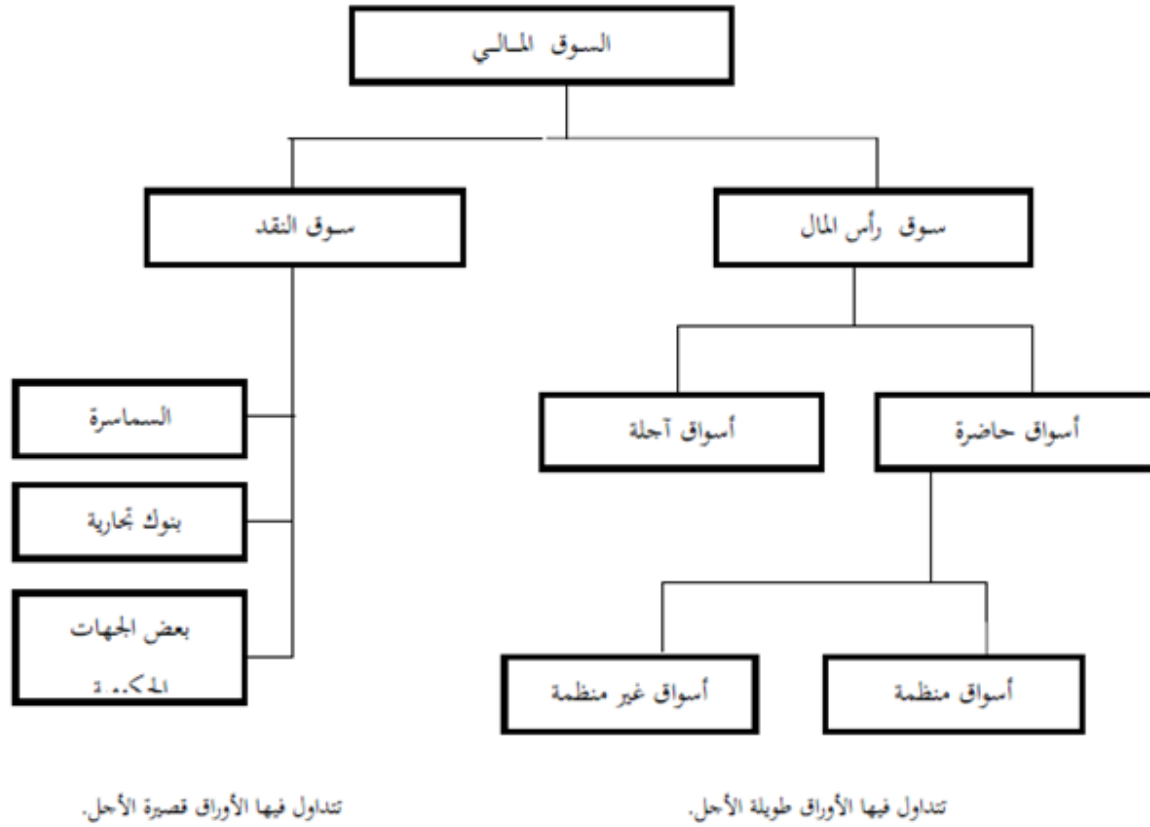 السوق المـالـي
سوق رأس المال
سوق النقد
أسواق حاضرة
أسواق آجلة
السماسرة
بنوك تجارية
بعض الجهات
أسواق منظمة
أسواق غير منظمة
تتداول فيها الأوراق طويلة الأجل.
تتداول فيها الأوراق قصيرة الأجل.